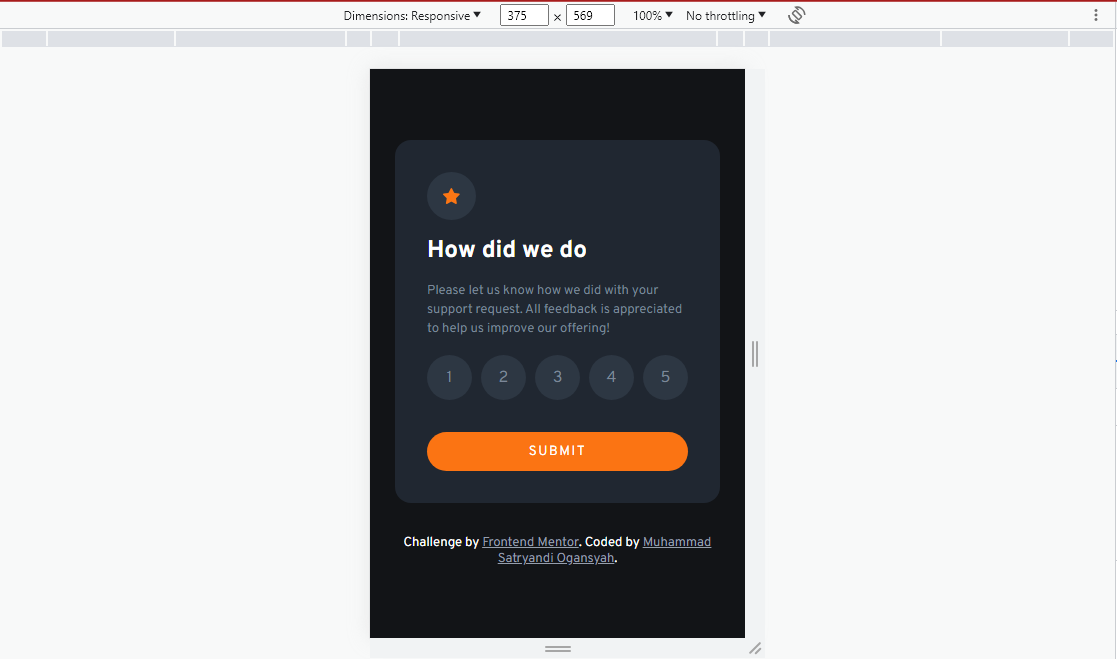 Dimensions: Responsive 375 × 569 100% No throttling
How did we do
Please let us know how we did with your
support request. All feedback is appreciated
to help us improve our offering!
1 2 3 4 5
SUBMIT
Challenge by Frontend Mentor. Coded by Muhammad
Satryandi Ogansyah.